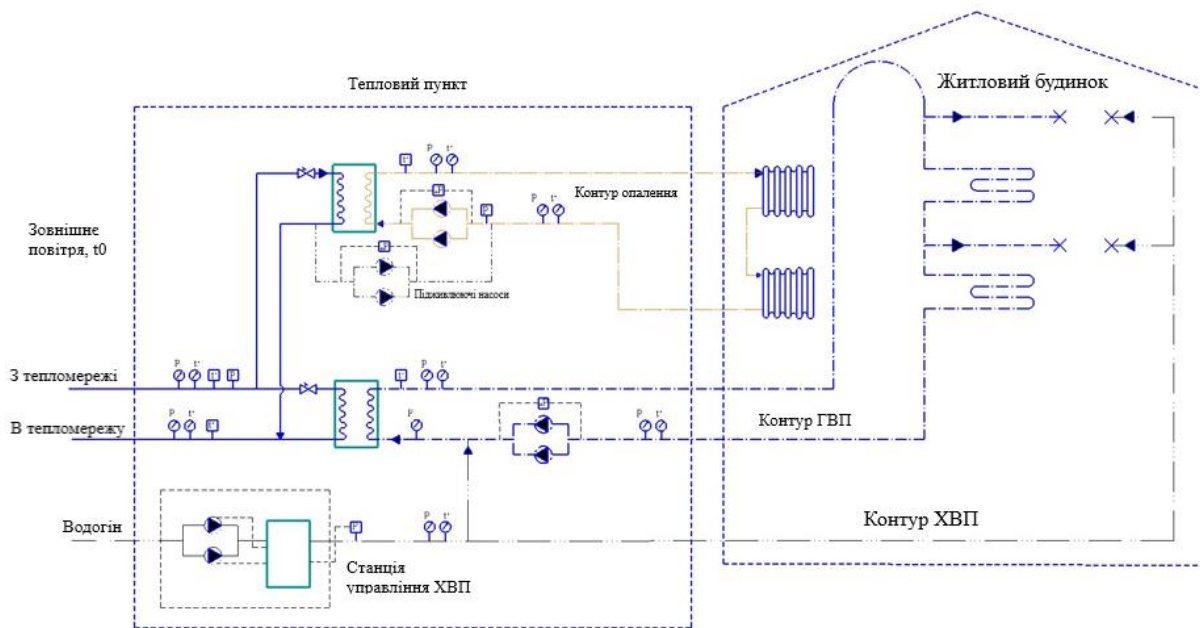 Тепловий пункт
Житловий будинок
Контур опалення
Зовнішнє
повітря, t0
Підживлюючі насоси
З тепломережі
В тепломережу
Контур ГВП
Водогін
Контур ХВП
Станція
управління ХВП